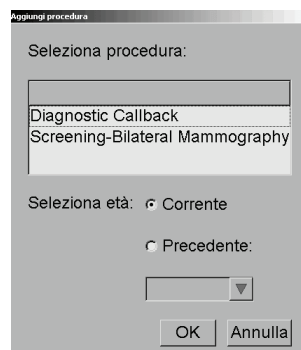 Aggiungi procedura
Seleziona procedura:
Diagnostic Callback
Screening-Bilateral Mammography
Seleziona età: Corrente
Precedente:
OK Annulla